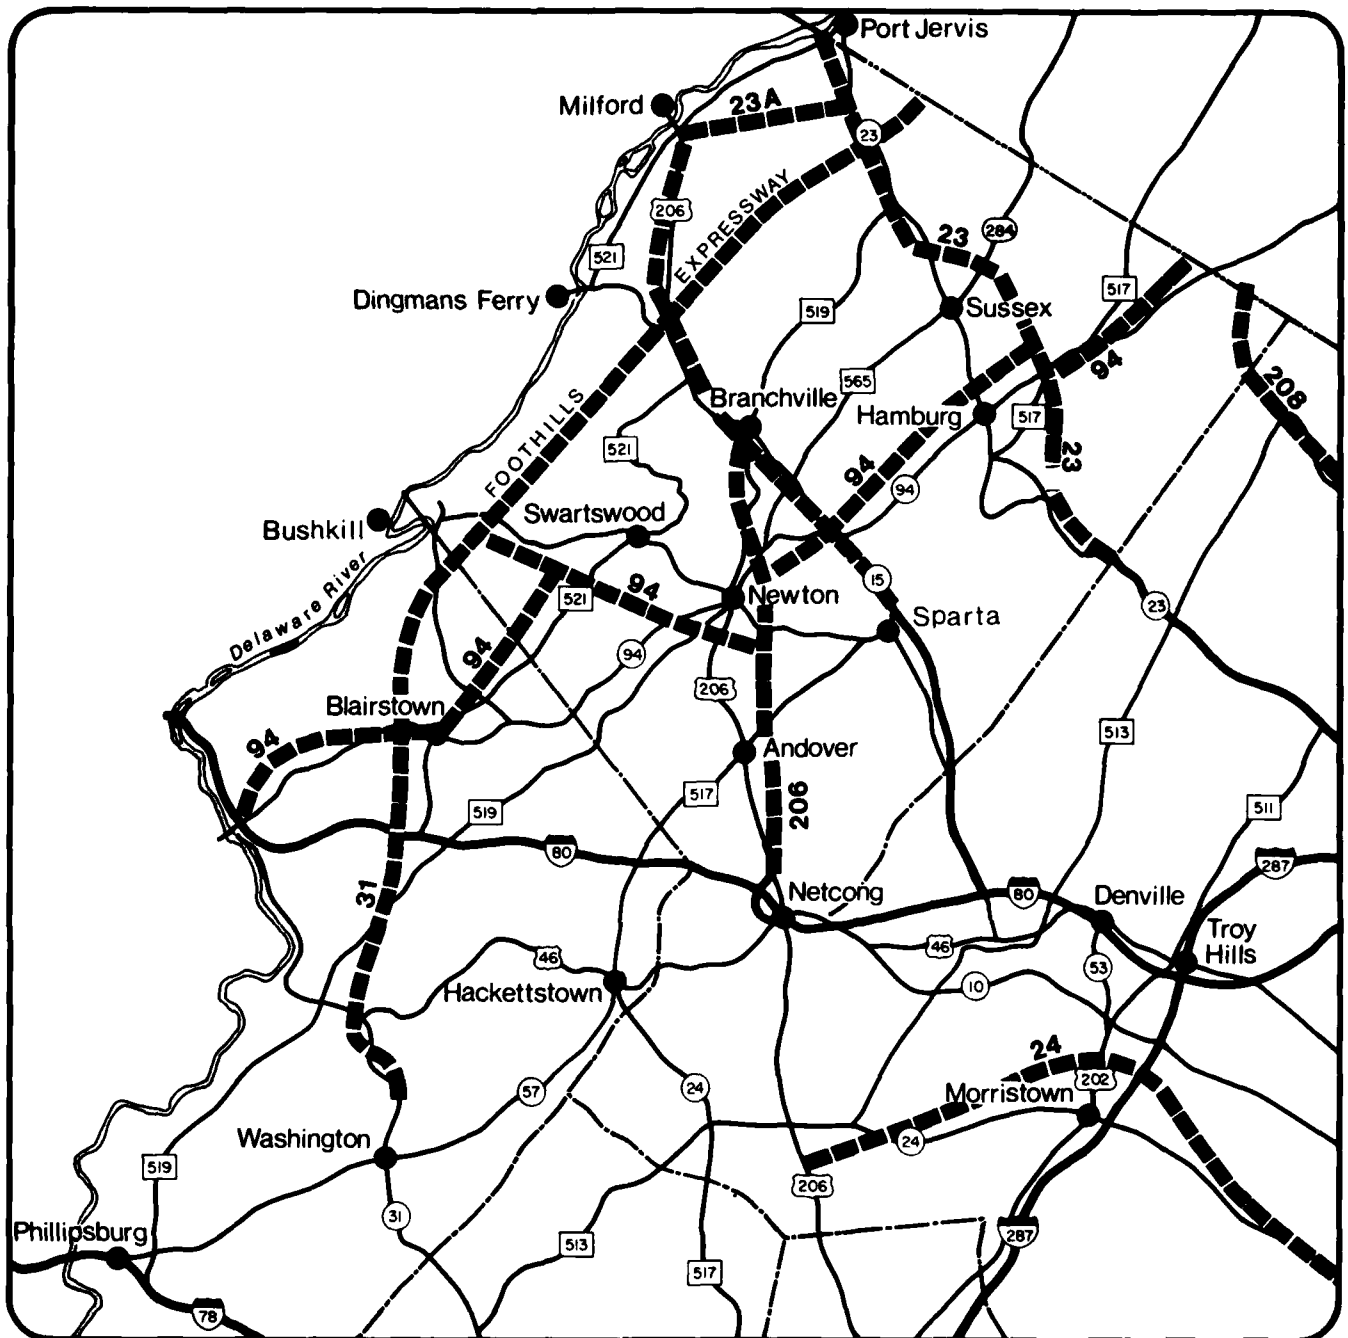 Port Jervis
Milford
23A
23
206
EXPRESSWAY
521
23
284
Dingmans Ferry
517
519
Sussex
94
208
565
Branchville
Hamburg
517
FOOTHILLS
521
94
23
94
Swartswood
Bushkill
Delaware River
94
15
521
Newton
23
Sparta
94
94
206
Blairstown
94
Andover
513
517
206
519
511
80
287
31
Netcong
80
Denville
Troy
Hills
46
46
53
Hackettstown
10
24
57
24
202
Morristown
Washington
24
519
206
31
Phillipsburg
513
287
517
78